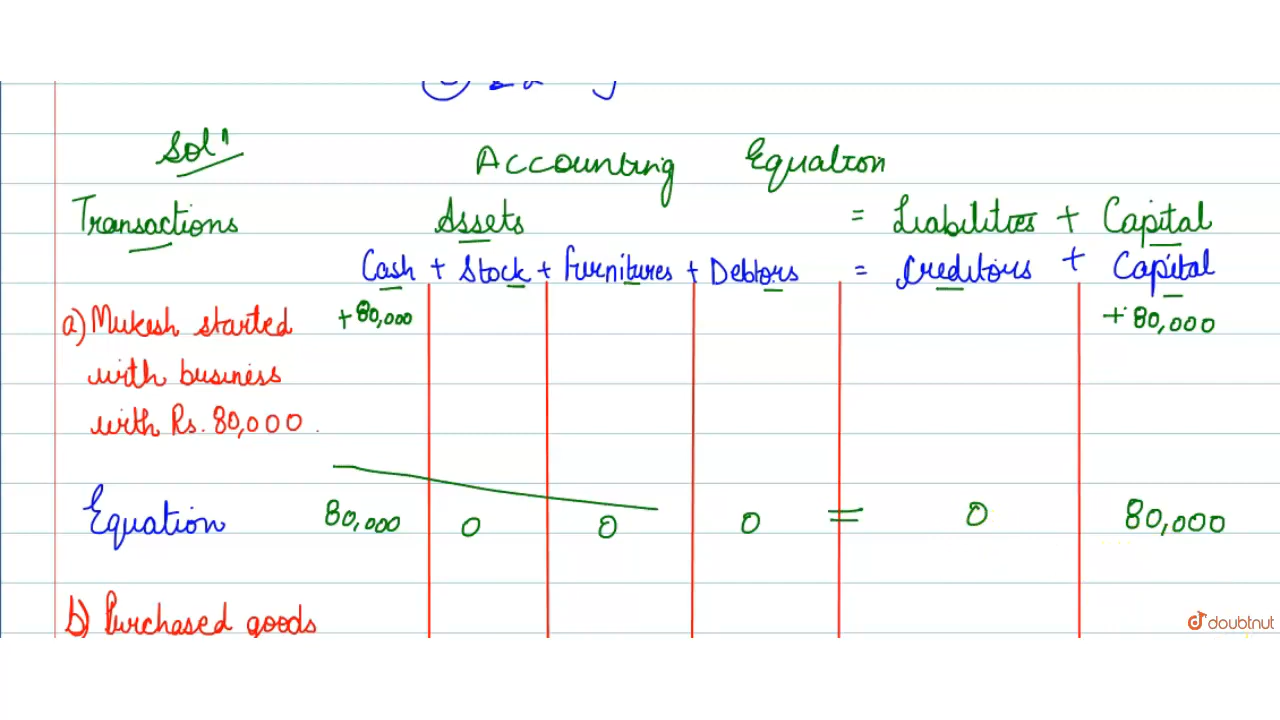 Solⁿ
Accounting Equation
Transactions Assets = Liabilities + Capital
Cash + Stock + Furnitures + Debtors = Creditors + Capital
a) Mukesh started +80,000 +80,000
with business
with Rs. 80,000
Equation 80,000 0 0 0 = 0 80,000
b) Purchased goods
doubtnut